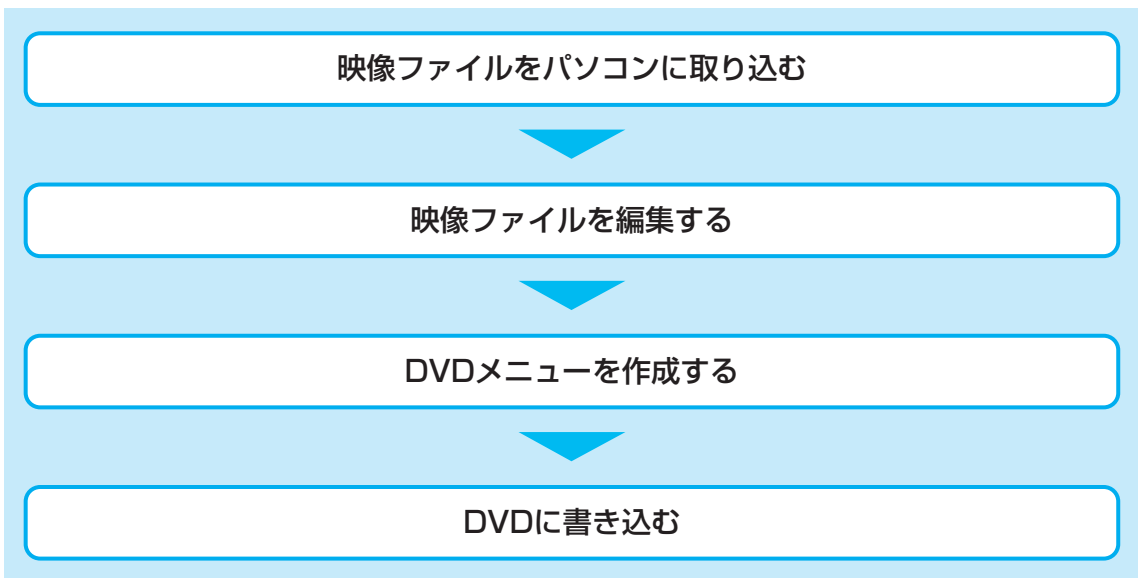 映像ファイルをパソコンに取り込む
映像ファイルを編集する
DVDメニューを作成する
DVDに書き込む